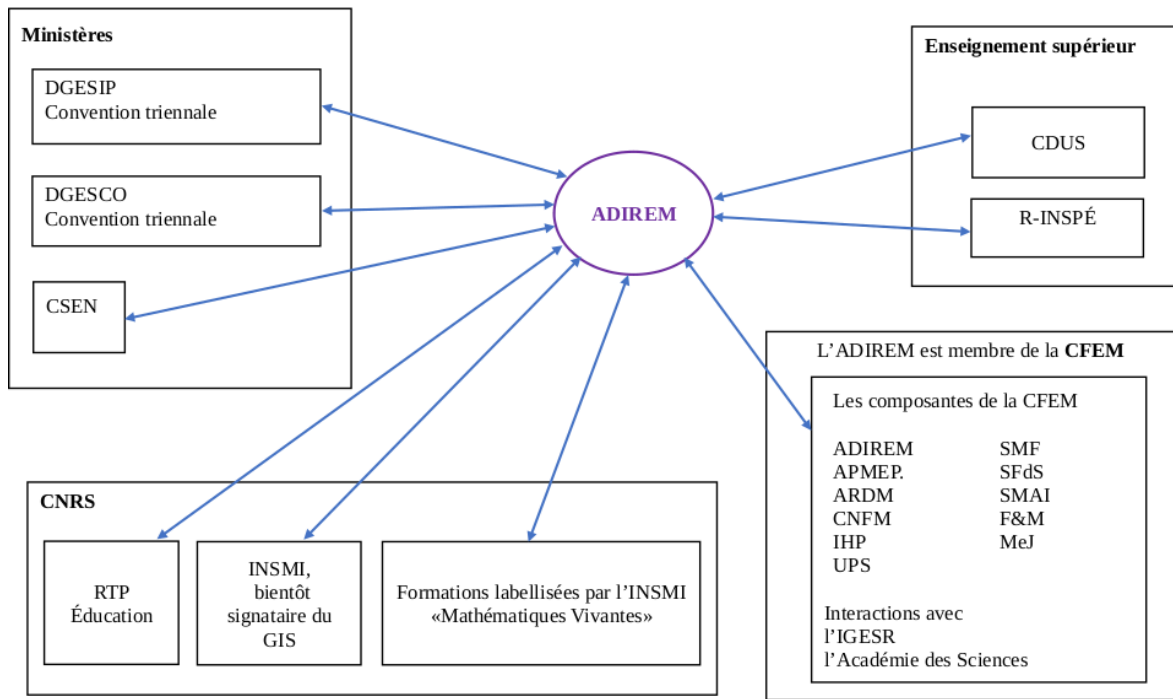 Ministères
DGESIP
Convention triennale
DGESCO
Convention triennale
CSEN
ADIREM
Enseignement supérieur
CDUS
R-INSPÉ
L’ADIREM est membre de la CFEM
Les composantes de la CFEM
ADIREM
APMEP.
ARDM
CNFM
IHP
UPS
SMF
SFdS
SMAI
F&M
MeJ
Interactions avec
l’IGESR
l’Académie des Sciences
CNRS
RTP
Éducation
INSMI,
bientôt
signataire du
GIS
Formations labellisées par l’INSMI
«Mathématiques Vivantes»